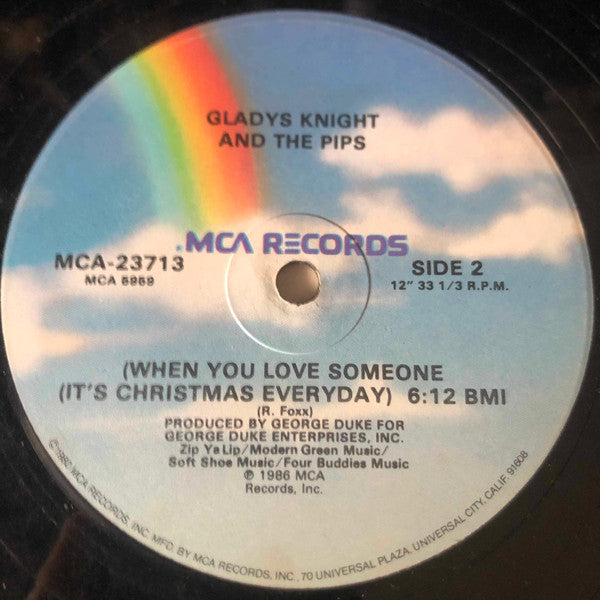 GLADYS KNIGHT
AND THE PIPS
MCA RECORDS
MCA-23713
MCA 5959
SIDE 2
12" 33 1/3 R.P.M.
(WHEN YOU LOVE SOMEONE
(IT'S CHRISTMAS EVERYDAY) 6:12 BMI
(R. Foxx)
PRODUCED BY GEORGE DUKE FOR
GEORGE DUKE ENTERPRISES, INC.
Zip Ya Lip/Modern Green Music/
Soft Shoe Music/Four Buddies Music
℗ 1986 MCA
Records, Inc.
©1980 MCA RECORDS, INC. MFD. BY MCA RECORDS, INC., 70 UNIVERSAL PLAZA, UNIVERSAL CITY, CALIF. 91608